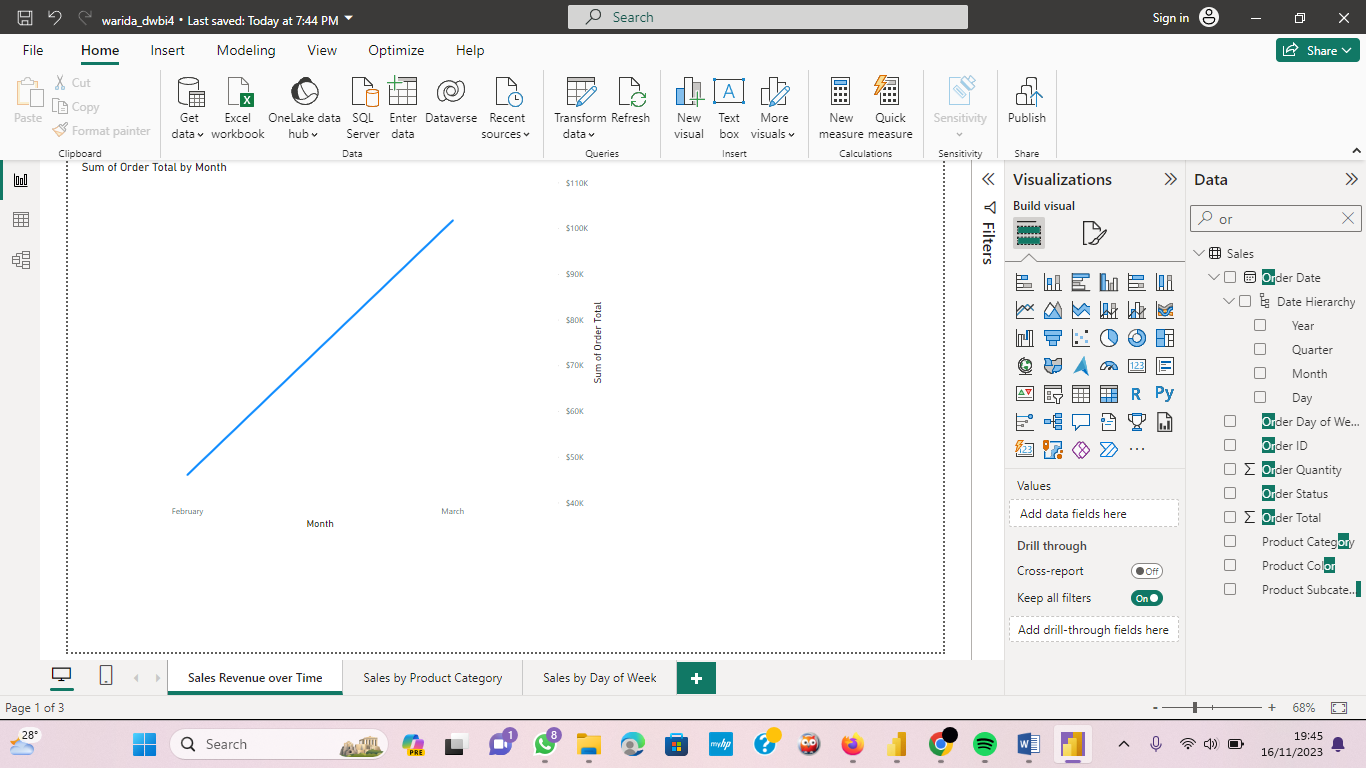 warida_dwbi4 • Last saved: Today at 7:44 PM
Search
Sign in
File
Home
Insert
Modeling
View
Optimize
Help
Share
Paste
Cut
Copy
Format painter
Clipboard
Get data
Excel workbook
OneLake data hub
SQL Server
Enter data
Dataverse
Recent sources
Data
Transform data
Refresh
Queries
New visual
Text box
More visuals
Insert
New measure
Quick measure
Calculations
Sensitivity
Sensitivity
Publish
Share
Sum of Order Total by Month
$110K
$100K
$90K
$80K
$70K
$60K
$50K
$40K
Sum of Order Total
February
March
Month
Filters
Visualizations
Build visual
123
R
Py
123
Values
Add data fields here
Drill through
Cross-report
Off
Keep all filters
On
Add drill-through fields here
Data
or
Sales
Order Date
Date Hierarchy
Year
Quarter
Month
Day
Order Day of We...
Order ID
Order Quantity
Order Status
Order Total
Product Category
Product Color
Product Subcate...
Sales Revenue over Time
Sales by Product Category
Sales by Day of Week
Page 1 of 3
68%
28°
Search
PRE
1
8
myhp
19:45
16/11/2023